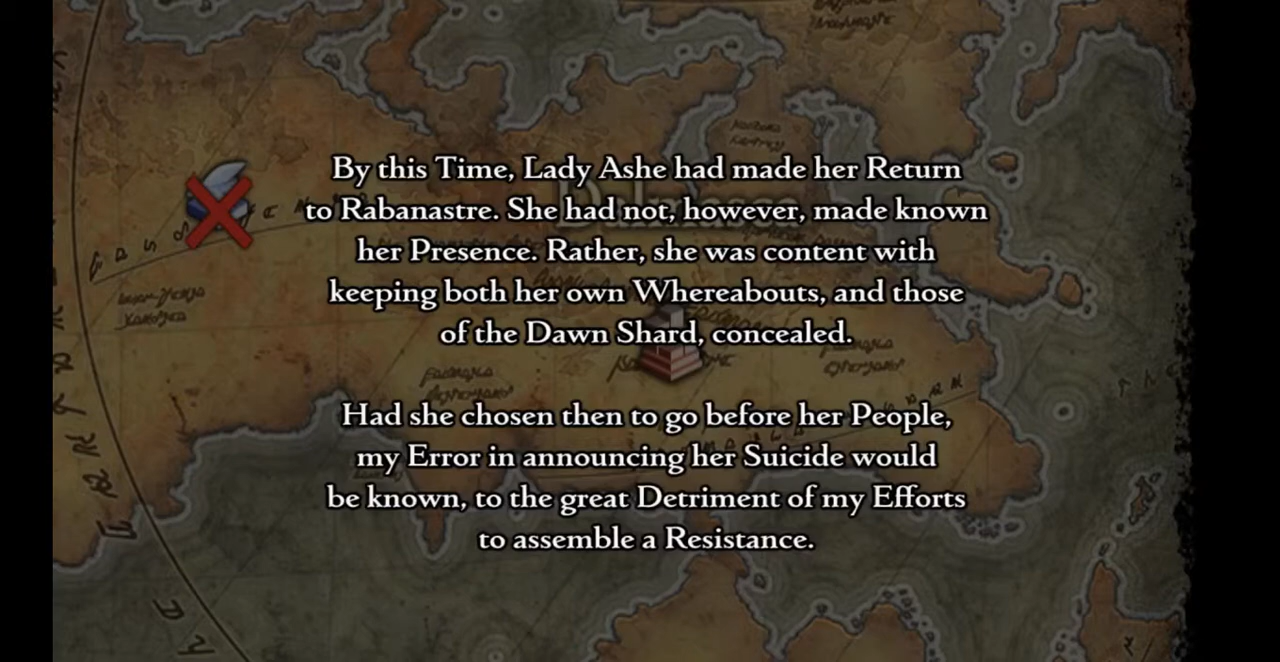 By this Time, Lady Ashe had made her Return
to Rabanastre. She had not, however, made known
her Presence. Rather, she was content with
keeping both her own Whereabouts, and those
of the Dawn Shard, concealed.
Had she chosen then to go before her People,
my Error in announcing her Suicide would
be known, to the great Detriment of my Efforts
to assemble a Resistance.
Dalmasca